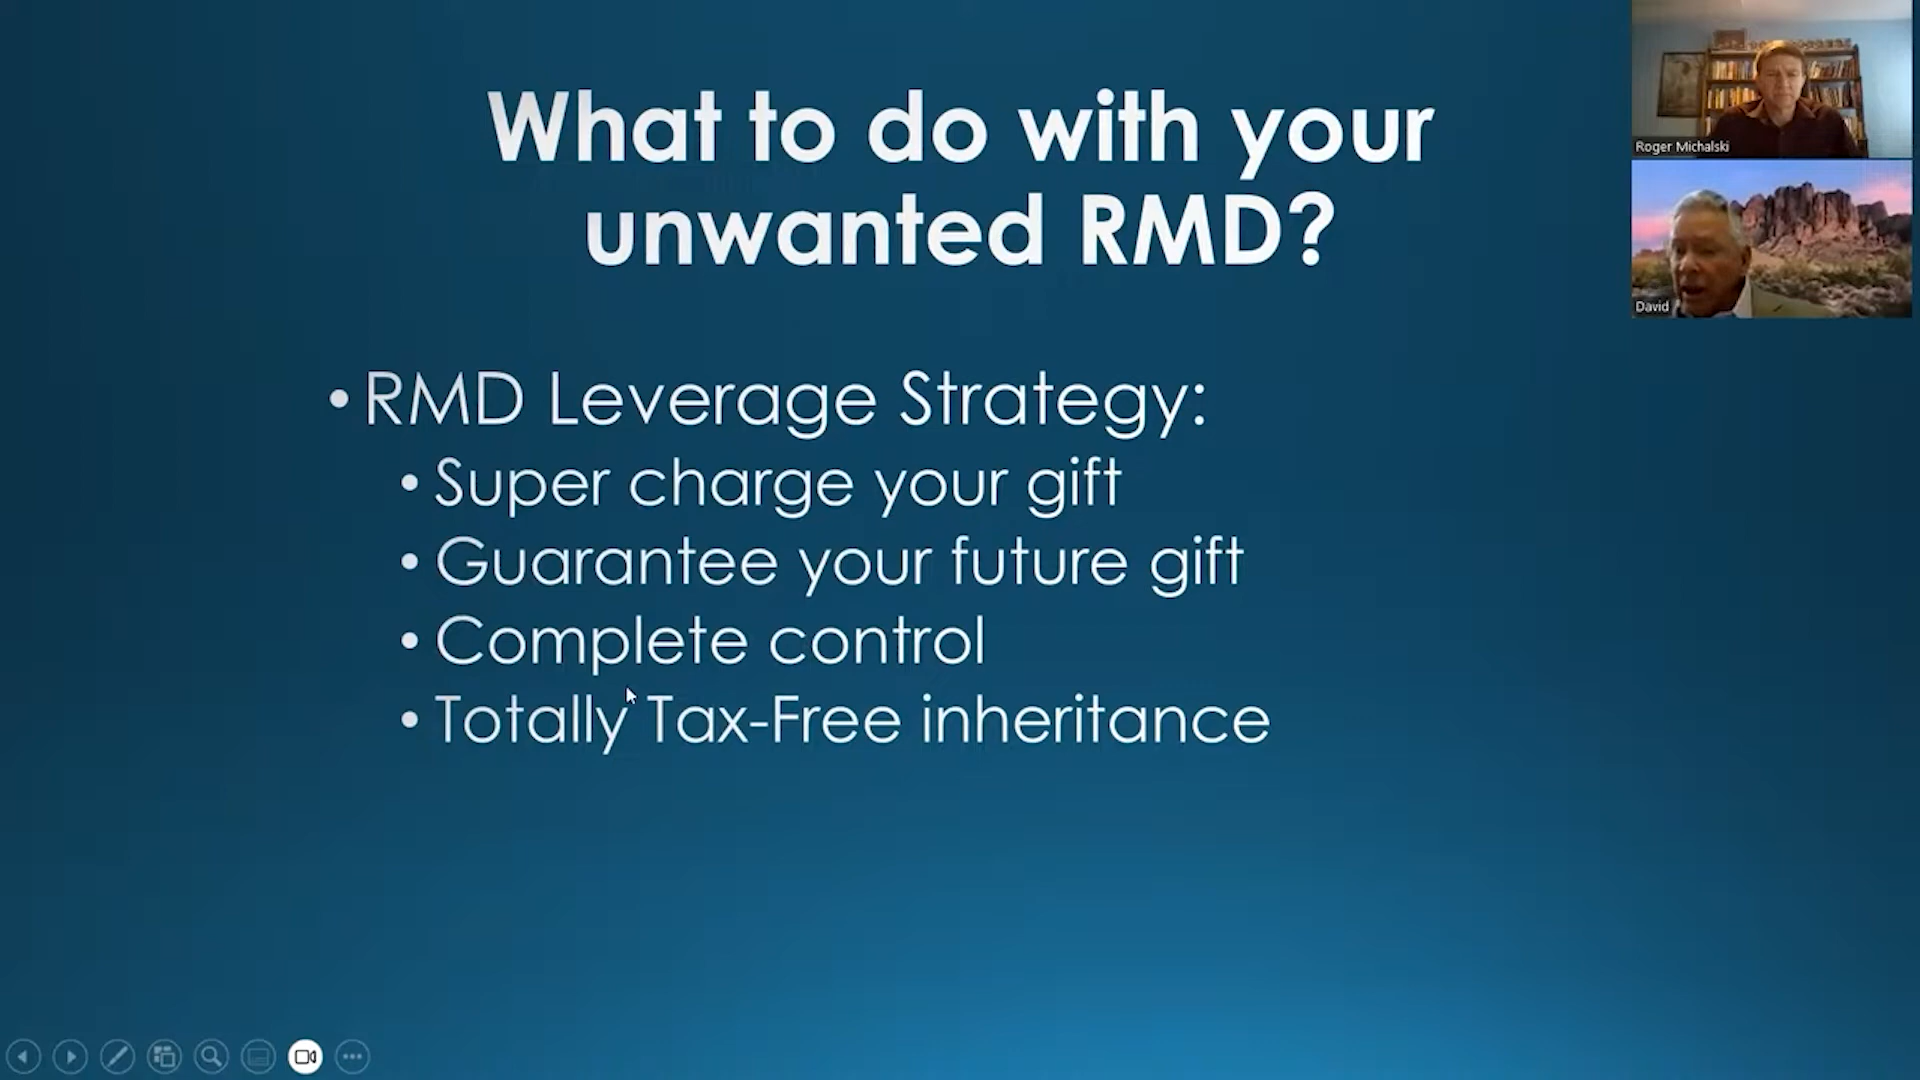 What to do with your
unwanted RMD?
• RMD Leverage Strategy:
• Super charge your gift
• Guarantee your future gift
• Complete control
• Totally Tax-Free inheritance
Roger Michalski
David